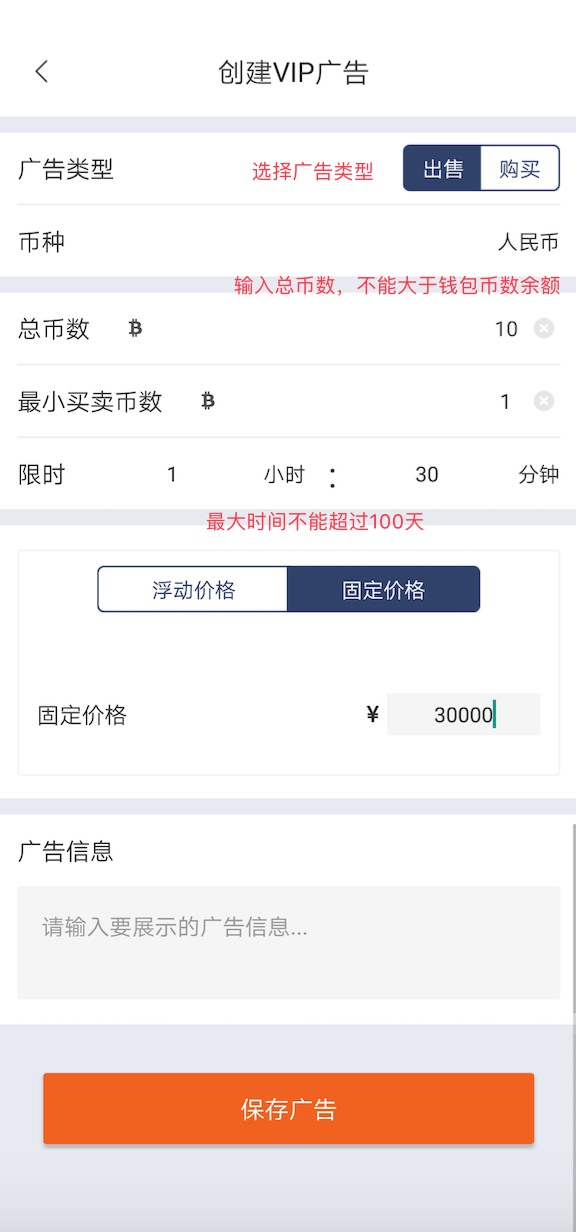 创建VIP广告
广告类型 选择广告类型 出售 购买
币种 人民币
输入总币数，不能大于钱包币数余额
总币数 ₿ 10
最小买卖币数 ₿ 1
限时 1 小时 : 30 分钟
最大时间不能超过100天
浮动价格 固定价格
固定价格 ¥ 30000
广告信息
请输入要展示的广告信息...
保存广告